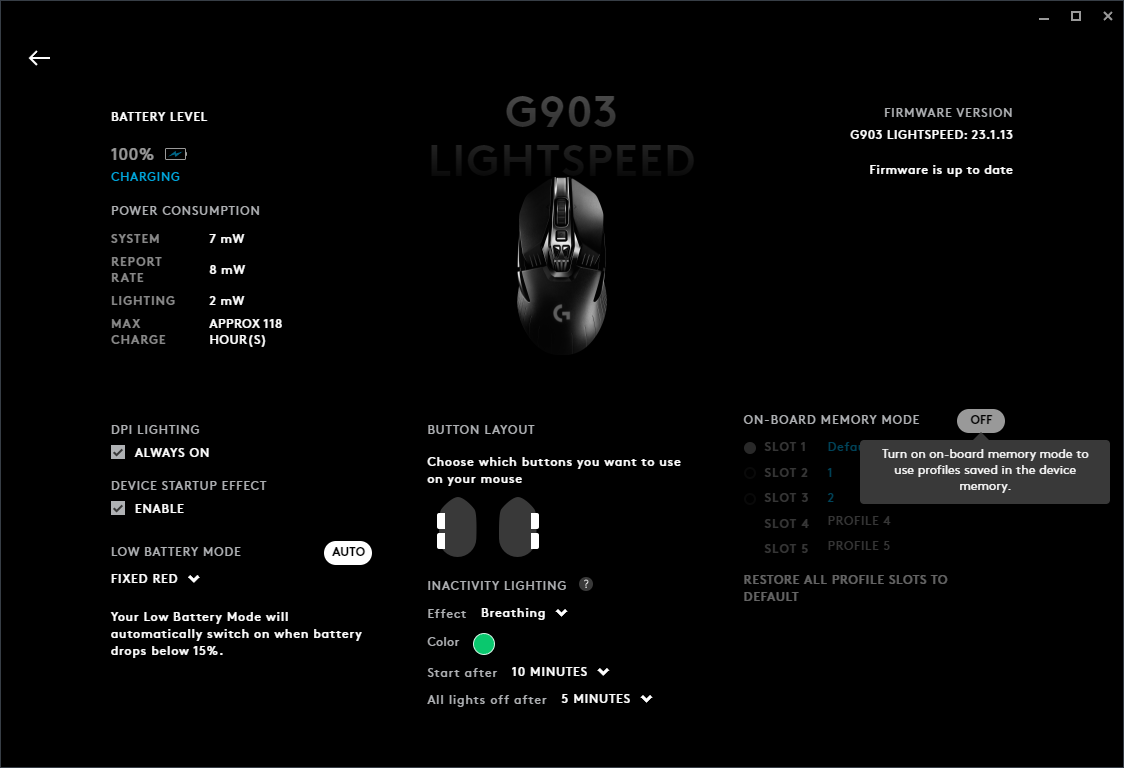 G903
LIGHTSPEED
BATTERY LEVEL
100%
CHARGING
POWER CONSUMPTION
SYSTEM 7 mW
REPORT
RATE 8 mW
LIGHTING 2 mW
MAX APPROX 118
CHARGE HOUR(S)
FIRMWARE VERSION
G903 LIGHTSPEED: 23.1.13
Firmware is up to date
DPI LIGHTING
ALWAYS ON
DEVICE STARTUP EFFECT
ENABLE
LOW BATTERY MODE AUTO
FIXED RED
Your Low Battery Mode will
automatically switch on when battery
drops below 15%.
BUTTON LAYOUT
Choose which buttons you want to use
on your mouse
INACTIVITY LIGHTING ?
Effect Breathing
Color
Start after 10 MINUTES
All lights off after 5 MINUTES
ON-BOARD MEMORY MODE OFF
SLOT 1
SLOT 2 1
SLOT 3 2
SLOT 4 PROFILE 4
SLOT 5 PROFILE 5
Turn on on-board memory mode to
use profiles saved in the device
memory.
RESTORE ALL PROFILE SLOTS TO
DEFAULT